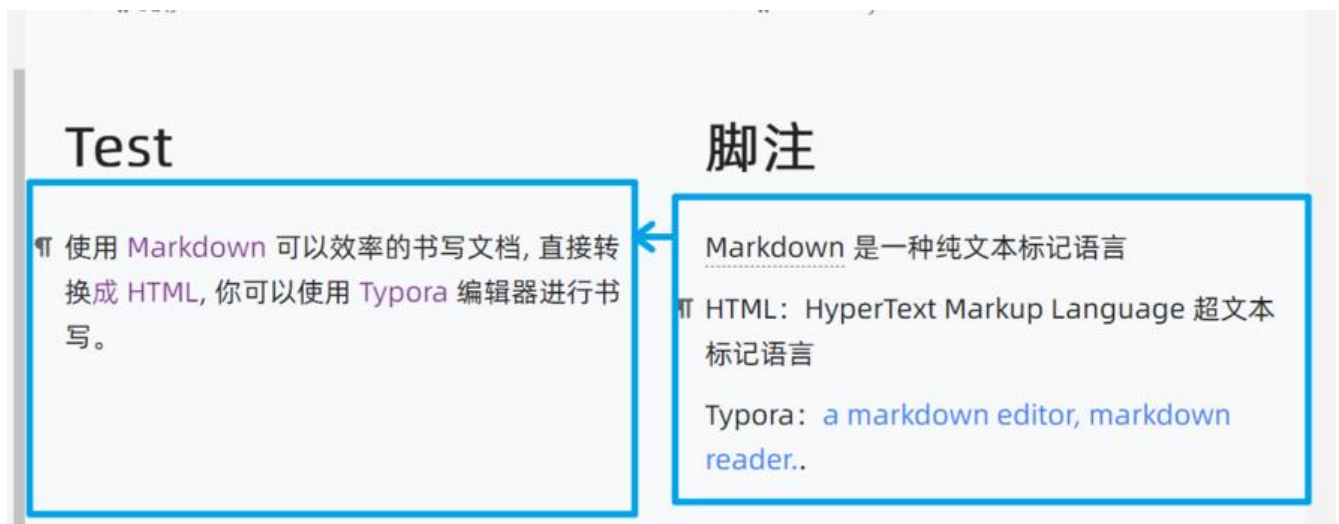 Test
¶ 使用 Markdown 可以效率的书写文档, 直接转
换成 HTML, 你可以使用 Typora 编辑器进行书
写。
脚注
Markdown 是一种纯文本标记语言
¶ HTML：HyperText Markup Language 超文本
标记语言
Typora：a markdown editor, markdown
reader..